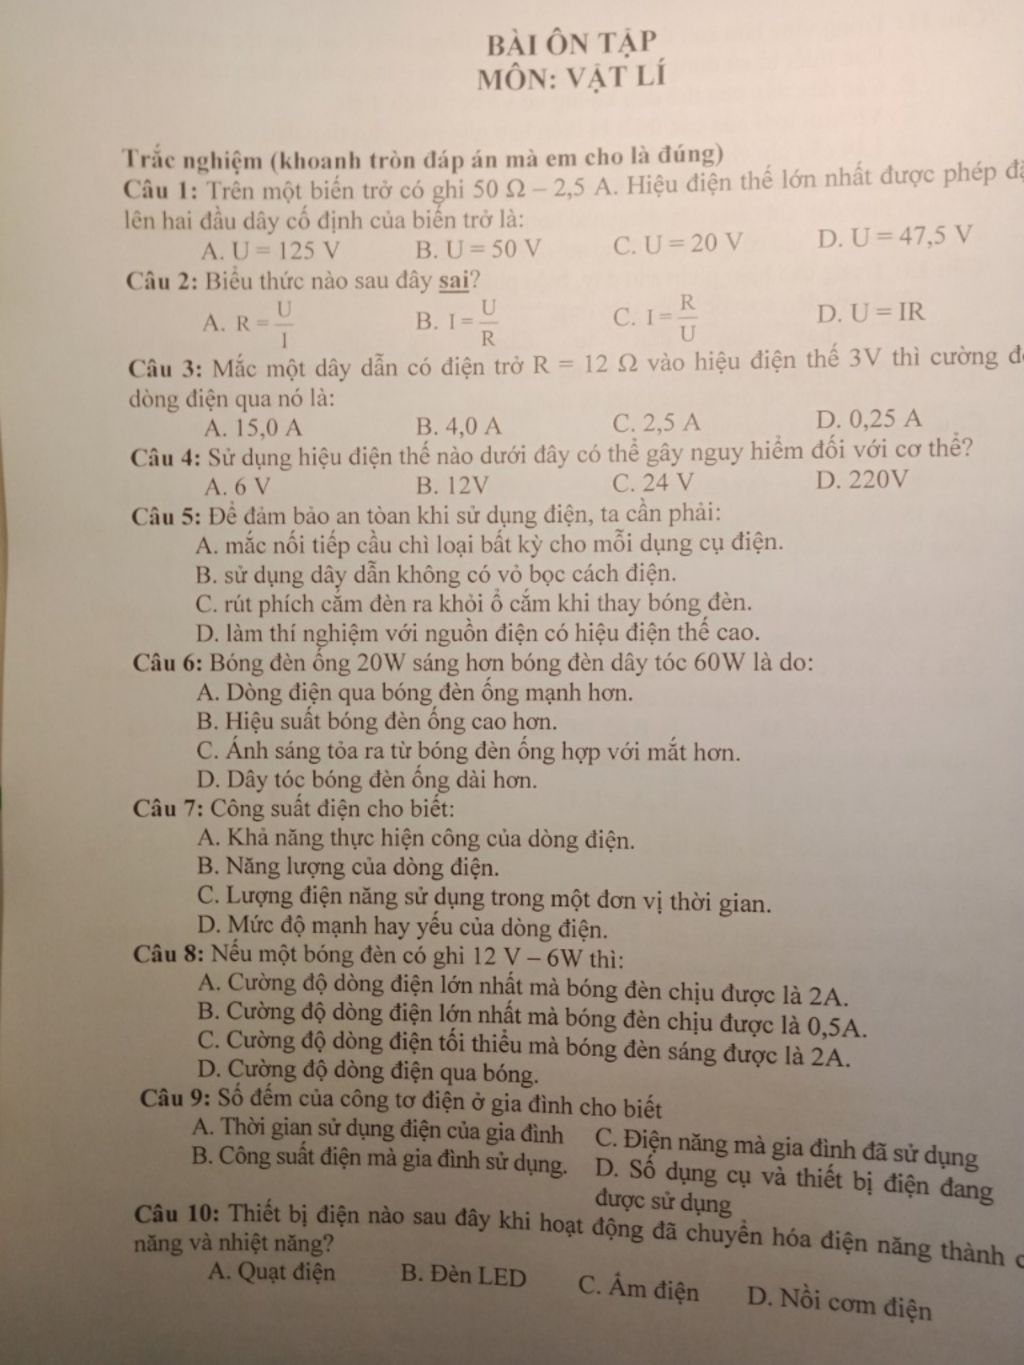 BÀI ÔN TẬP
MÔN: VẬT LÍ
Trắc nghiệm (khoanh tròn đáp án mà em cho là đúng)
Câu 1: Trên một biến trở có ghi 50 Ω – 2,5 A. Hiệu điện thế lớn nhất được phép
lên hai đầu dây cố định của biến trở là:
A. U = 125 V B. U = 50 V C. U = 20 V D. U = 47,5 V
Câu 2: Biểu thức nào sau đây sai?
A. R = U/I B. I = U/R C. I = R/U D. U = IR
Câu 3: Mắc một dây dẫn có điện trở R = 12 Ω vào hiệu điện thế 3V thì cường
dòng điện qua nó là:
A. 15,0 A B. 4,0 A C. 2,5 A D. 0,25 A
Câu 4: Sử dụng hiệu điện thế nào dưới đây có thể gây nguy hiểm đối với cơ thể?
A. 6 V B. 12V C. 24 V D. 220V
Câu 5: Để đảm bảo an tòan khi sử dụng điện, ta cần phải:
A. mắc nối tiếp cầu chì loại bất kỳ cho mỗi dụng cụ điện.
B. sử dụng dây dẫn không có vỏ bọc cách điện.
C. rút phích cắm đèn ra khỏi ổ cắm khi thay bóng đèn.
D. làm thí nghiệm với nguồn điện có hiệu điện thế cao.
Câu 6: Bóng đèn ống 20W sáng hơn bóng đèn dây tóc 60W là do:
A. Dòng điện qua bóng đèn ống mạnh hơn.
B. Hiệu suất bóng đèn ống cao hơn.
C. Ánh sáng tỏa ra từ bóng đèn ống hợp với mắt hơn.
D. Dây tóc bóng đèn ống dài hơn.
Câu 7: Công suất điện cho biết:
A. Khả năng thực hiện công của dòng điện.
B. Năng lượng của dòng điện.
C. Lượng điện năng sử dụng trong một đơn vị thời gian.
D. Mức độ mạnh hay yếu của dòng điện.
Câu 8: Nếu một bóng đèn có ghi 12 V – 6W thì:
A. Cường độ dòng điện lớn nhất mà bóng đèn chịu được là 2A.
B. Cường độ dòng điện lớn nhất mà bóng đèn chịu được là 0,5A.
C. Cường độ dòng điện tối thiểu mà bóng đèn sáng được là 2A.
D. Cường độ dòng điện qua bóng.
Câu 9: Số đếm của công tơ điện ở gia đình cho biết
A. Thời gian sử dụng điện của gia đình C. Điện năng mà gia đình đã sử dụng
B. Công suất điện mà gia đình sử dụng. D. Số dụng cụ và thiết bị điện đang
được sử dụng
Câu 10: Thiết bị điện nào sau đây khi hoạt động đã chuyển hóa điện năng thành
năng và nhiệt năng?
A. Quạt điện B. Đèn LED C. Ấm điện D. Nồi cơm điện